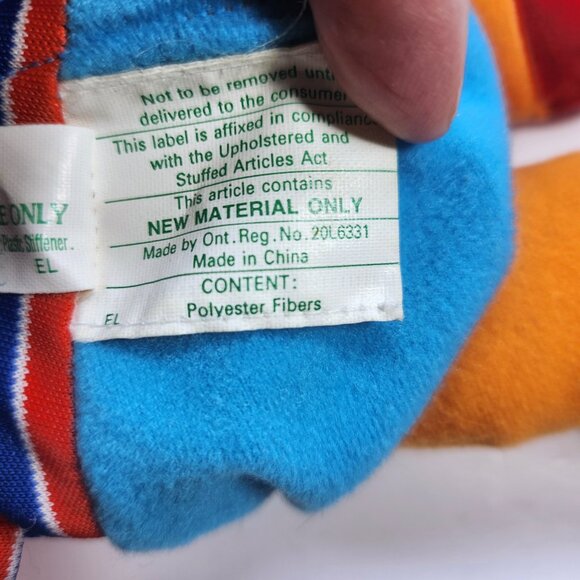 Not to be removed until
delivered to the consumer
This label is affixed in compliance
with the Upholstered and
Stuffed Articles Act
This article contains
NEW MATERIAL ONLY
Made by Ont.Reg.No.20L6331
Made in China
CONTENT:
Polyester Fibers
EL
ONLY
Plastic Stiffener.
EL